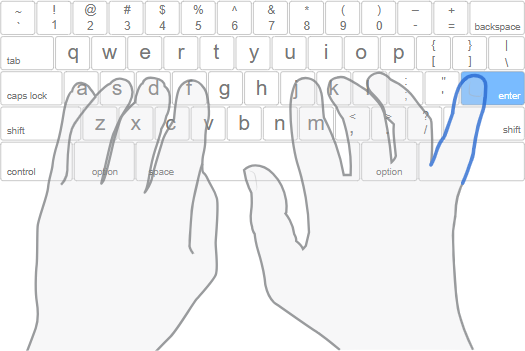 ~ ! @ # $ % ^ & * ( ) – +
` 1 2 3 4 5 6 7 8 9 0 - = backspace
tab q w e r t y u i o p { [ } ] | \
caps lock a s d f g h j k l : ; " ' enter
shift z x c v b n m < , . ? / shift
control option space option